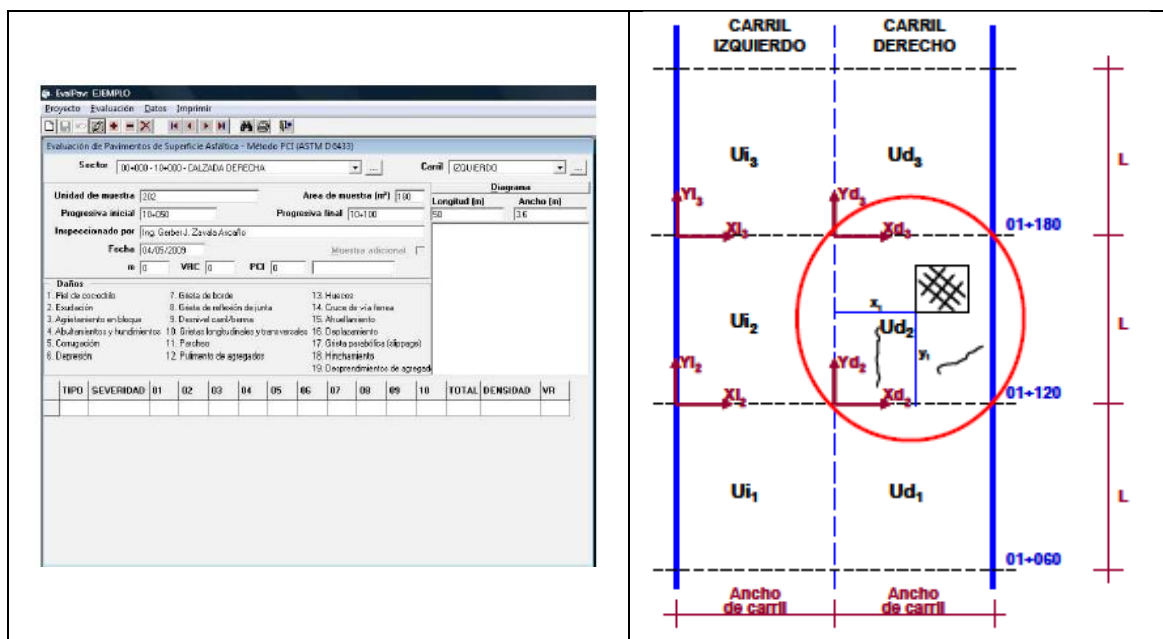 EvalPav: EJEMPLO
Proyecto Evaluación Datos Imprimir
Evaluación de Pavimentos de Superficie Asfáltica - Método PCI (ASTM D6433)
Sector 00+000 - 10+000 - CALZADA DERECHA ... Carril IZQUIERDO ...
Unidad de muestra 202 Area de muestra (m²) 180
Progresiva inicial 10+050 Progresiva final 10+100
Inspeccionado por Ing. Gerber J. Zavala Ascaño
Fecha 04/05/2009 Muestra adicional
m 0 VRC 0 PCI 0
Diagrama
Longitud (m) Ancho (m)
50 3.6
Daños
1. Piel de cocodrilo 7. Grieta de borde 13. Huecos
2. Exudación 8. Grieta de reflexión de junta 14. Cruce de vía ferrea
3. Agrietamiento en bloque 9. Desnivel carril/berma 15. Ahuellamiento
4. Abultamientos y hundimientos 10. Grietas longitudinales y transversales 16. Desplazamiento
5. Corrugación 11. Parcheo 17. Grieta parabólica (slippage)
6. Depresión 12. Pulimento de agregados 18. Hinchamiento
19. Desprendimientos de agregad
TIPO SEVERIDAD 01 02 03 04 05 06 07 08 09 10 TOTAL DENSIDAD VR
CARRIL IZQUIERDO
CARRIL DERECHO
Ui3 Ud3 L
Yi3 Yd3
Xi3 Xd3 01+180
x1
Ui2 Ud2 L
y1
Yi2 Yd2
Xi2 Xd2 01+120
Ui1 Ud1 L
01+060
Ancho de carril
Ancho de carril